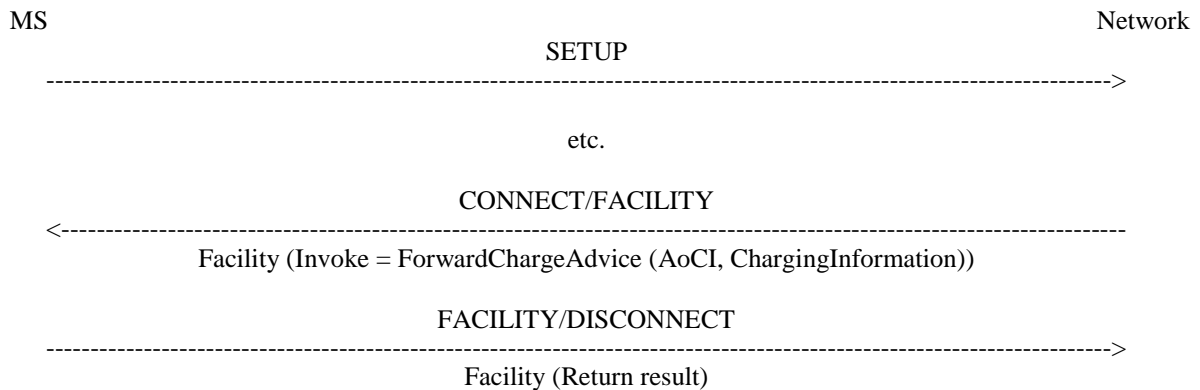 MS Network
SETUP
------------------------------------------------------------------------------------------------------------------------>
etc.
CONNECT/FACILITY
<------------------------------------------------------------------------------------------------------------------------
Facility (Invoke = ForwardChargeAdvice (AoCI, ChargingInformation))
FACILITY/DISCONNECT
------------------------------------------------------------------------------------------------------------------------>
Facility (Return result)